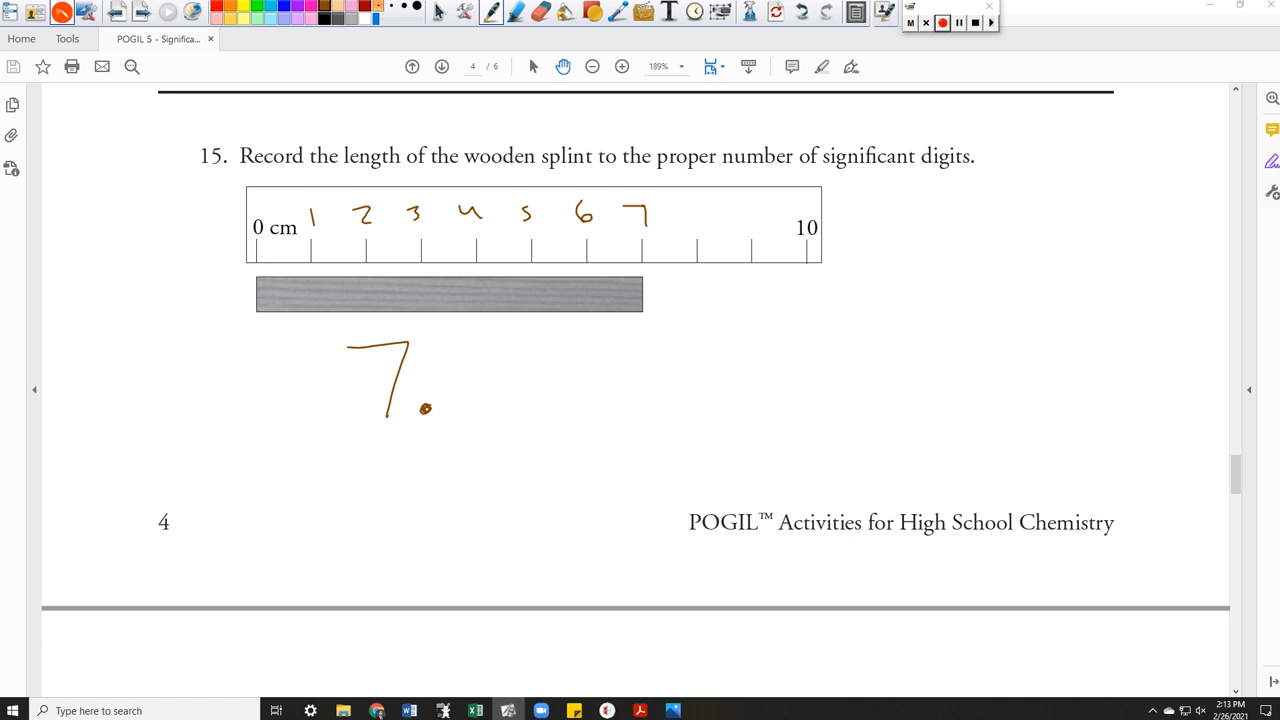 Home Tools POGIL 5 - Significa... ×
M
4 / 6 189%
15. Record the length of the wooden splint to the proper number of significant digits.
1 2 3 4 5 6 7
0 cm 10
7.
4 POGIL™ Activities for High School Chemistry
Type here to search
2:13 PM
2/26/2021